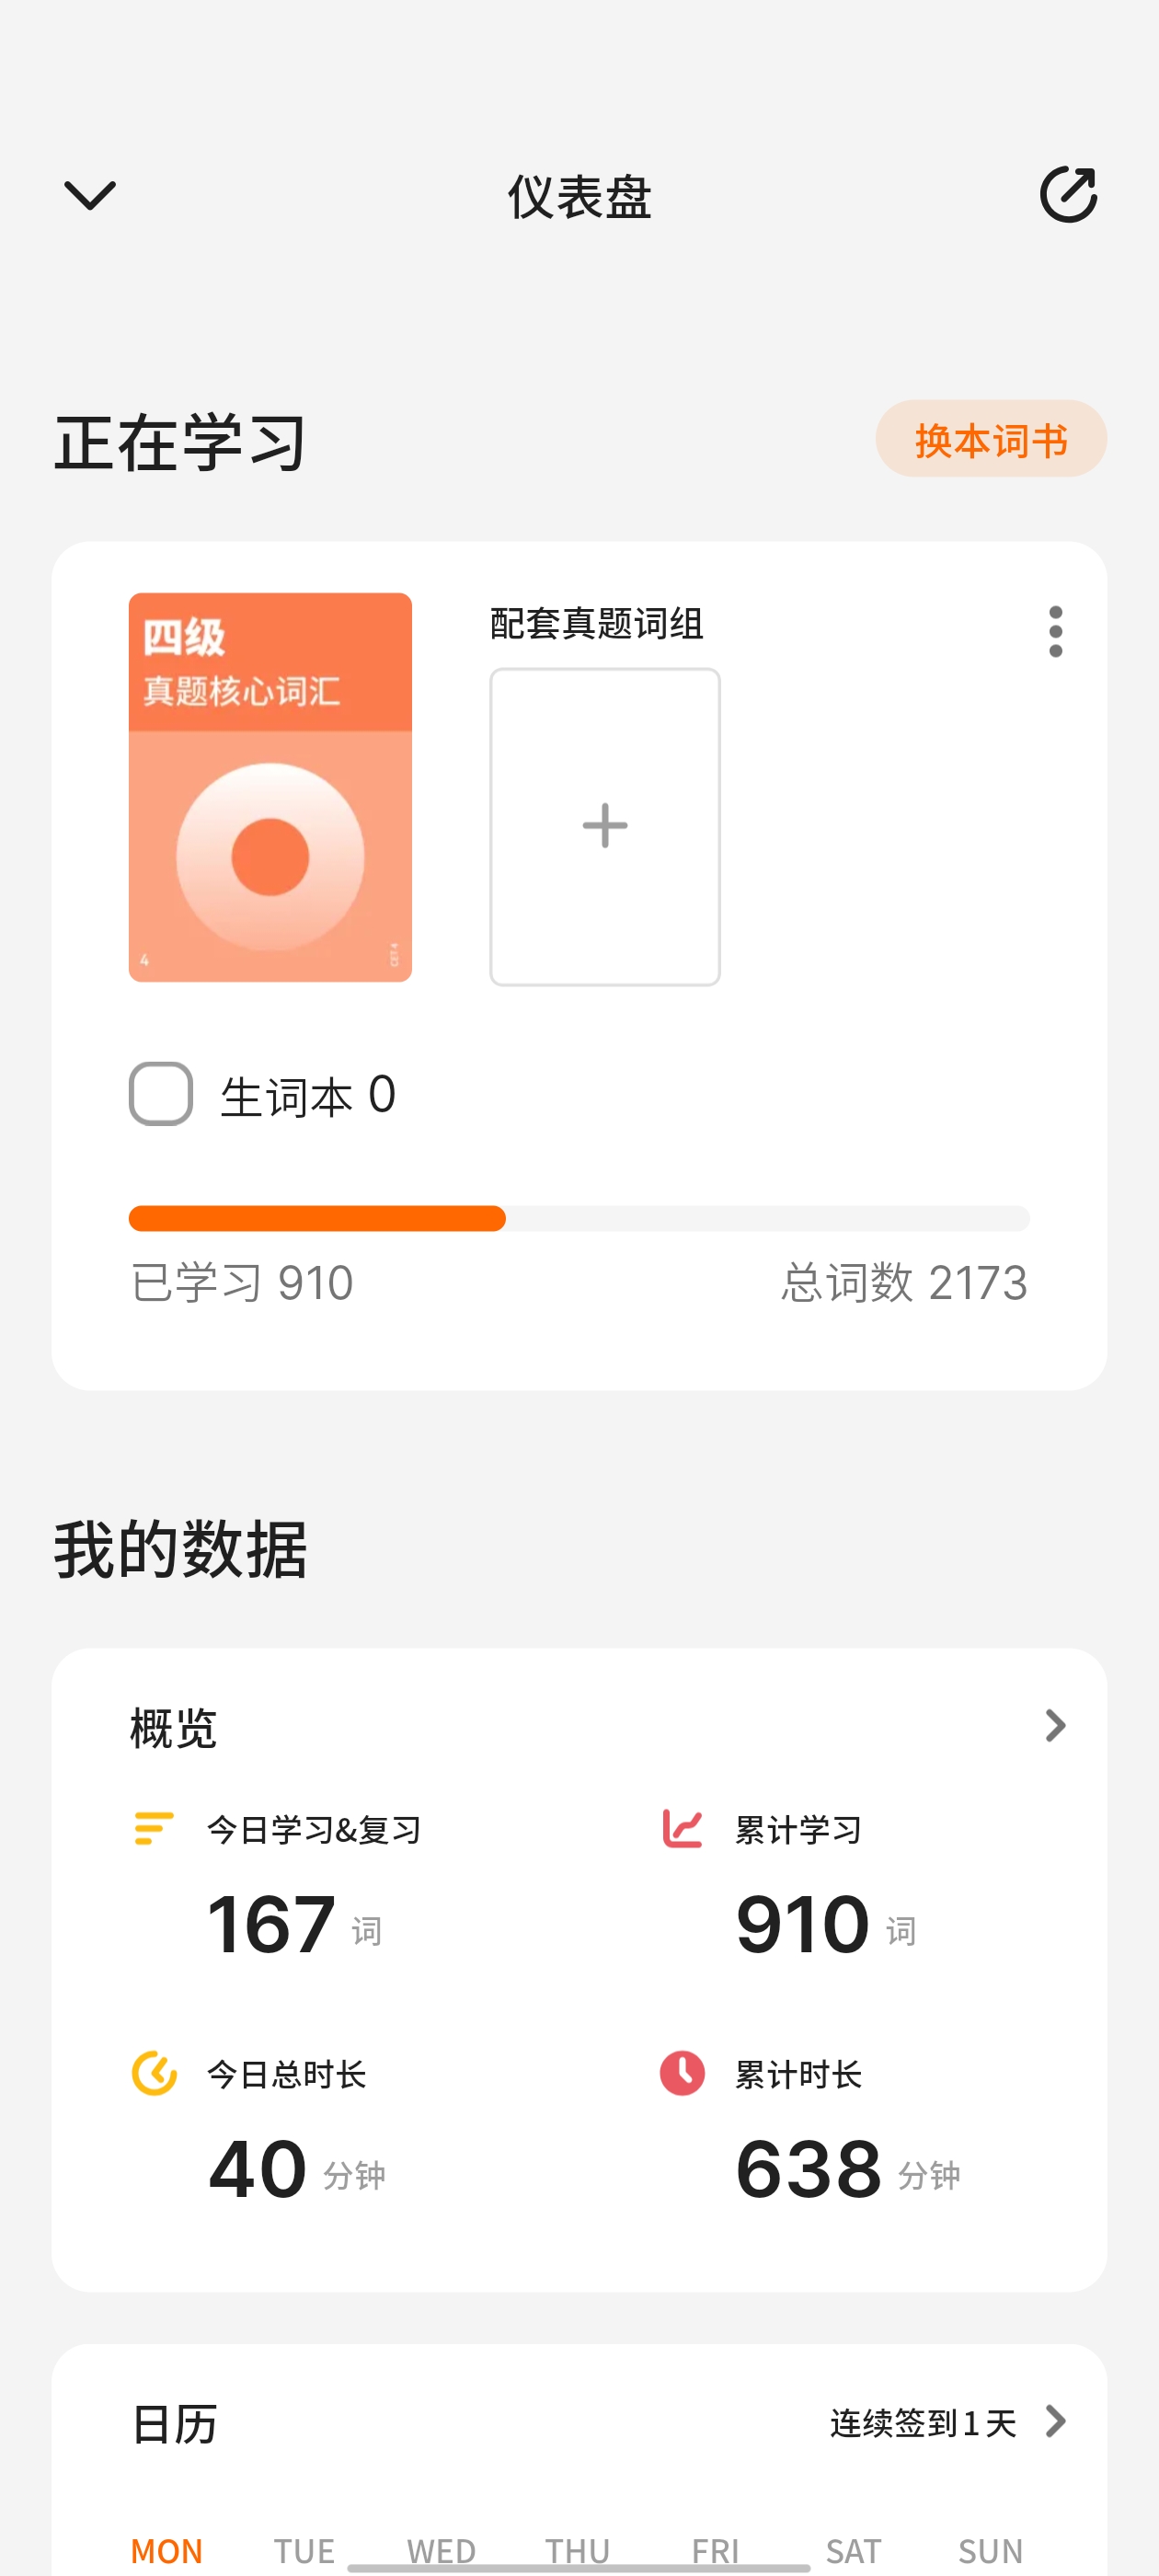 仪表盘
正在学习
换本词书
四级
真题核心词汇
4
CET-4
配套真题词组
生词本 0
已学习 910
总词数 2173
我的数据
概览
今日学习&复习
167 词
累计学习
910 词
今日总时长
40 分钟
累计时长
638 分钟
日历
连续签到1天
MON TUE WED THU FRI SAT SUN